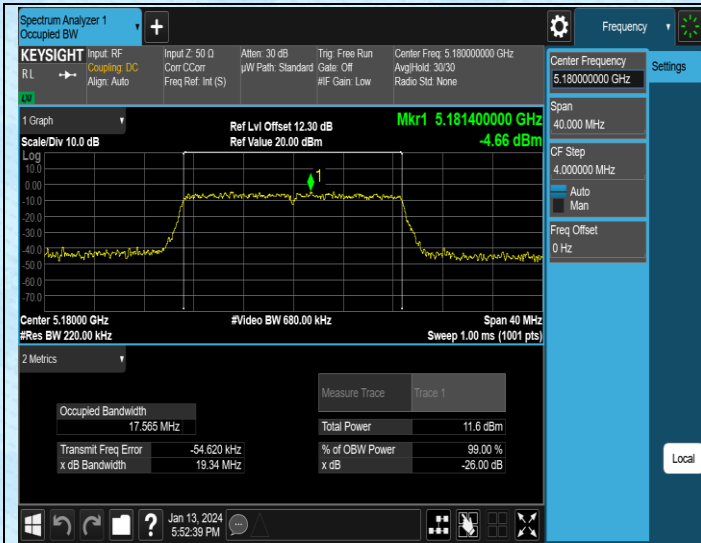 Spectrum Analyzer 1
Occupied BW
+
Frequency
KEYSIGHT
RL
LXI
Input: RF
Coupling: DC
Align: Auto
Input Z: 50 Ω
Corr CCorr
Freq Ref: Int (S)
Atten: 30 dB
µW Path: Standard
Trig: Free Run
Gate: Off
#IF Gain: Low
Center Freq: 5.180000000 GHz
Avg|Hold: 30/30
Radio Std: None
Center Frequency
5.180000000 GHz
Settings
Span
40.000 MHz
CF Step
4.000000 MHz
Auto
Man
Freq Offset
0 Hz
Local
1 Graph
Scale/Div 10.0 dB
Ref Lvl Offset 12.30 dB
Ref Value 20.00 dBm
Mkr1 5.181400000 GHz
-4.66 dBm
Log
10.0
0.00
-10.0
-20.0
-30.0
-40.0
-50.0
-60.0
-70.0
1
Center 5.18000 GHz
#Res BW 220.00 kHz
#Video BW 680.00 kHz
Span 40 MHz
Sweep 1.00 ms (1001 pts)
2 Metrics
Measure Trace Trace 1
Occupied Bandwidth
17.565 MHz
Total Power 11.6 dBm
Transmit Freq Error -54.620 kHz
% of OBW Power 99.00 %
x dB Bandwidth 19.34 MHz
x dB -26.00 dB
?
Jan 13, 2024
5:52:39 PM